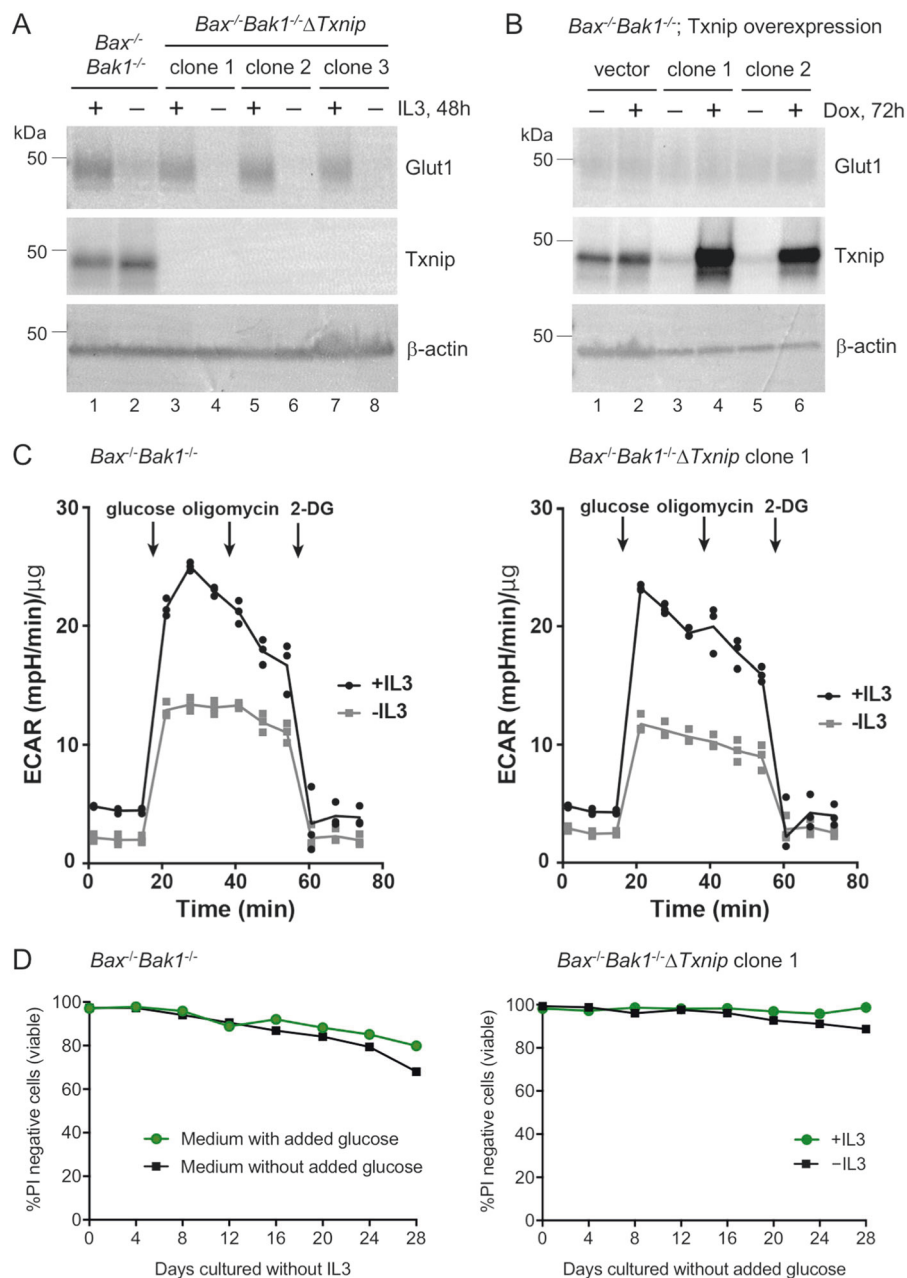 A
Bax-/- Bak1-/-
Bax-/-Bak1-/-ΔTxnip
clone 1 clone 2 clone 3
+ − + − + − + − IL3, 48h
kDa
50 Glut1
50 Txnip
50 β-actin
1 2 3 4 5 6 7 8
B
Bax-/-Bak1-/-; Txnip overexpression
vector clone 1 clone 2
− + − + − + Dox, 72h
kDa
50 Glut1
50 Txnip
50 β-actin
1 2 3 4 5 6
C
Bax-/-Bak1-/-
glucose oligomycin 2-DG
ECAR (mpH/min)/μg
30
20
10
0
+IL3
-IL3
0 20 40 60 80
Time (min)
Bax-/-Bak1-/-ΔTxnip clone 1
glucose oligomycin 2-DG
ECAR (mpH/min)/μg
30
20
10
0
+IL3
-IL3
0 20 40 60 80
Time (min)
D
Bax-/-Bak1-/-
%PI negative cells (viable)
100
80
60
40
20
0
Medium with added glucose
Medium without added glucose
0 4 8 12 16 20 24 28
Days cultured without IL3
Bax-/-Bak1-/-ΔTxnip clone 1
%PI negative cells (viable)
100
80
60
40
20
0
+IL3
−IL3
0 4 8 12 16 20 24 28
Days cultured without added glucose